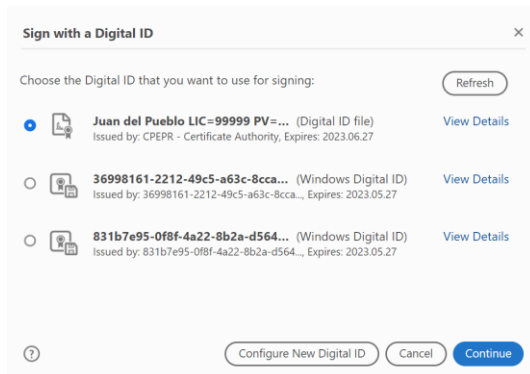 Sign with a Digital ID
Choose the Digital ID that you want to use for signing:
Refresh
Juan del Pueblo LIC=99999 PV=... (Digital ID file)
View Details
Issued by: CPEPR - Certificate Authority, Expires: 2023.06.27
36998161-2212-49c5-a63c-8cca... (Windows Digital ID)
View Details
Issued by: 36998161-2212-49c5-a63c-8cca..., Expires: 2023.05.27
831b7e95-0f8f-4a22-8b2a-d564... (Windows Digital ID)
View Details
Issued by: 831b7e95-0f8f-4a22-8b2a-d564..., Expires: 2023.05.27
?
Configure New Digital ID
Cancel
Continue